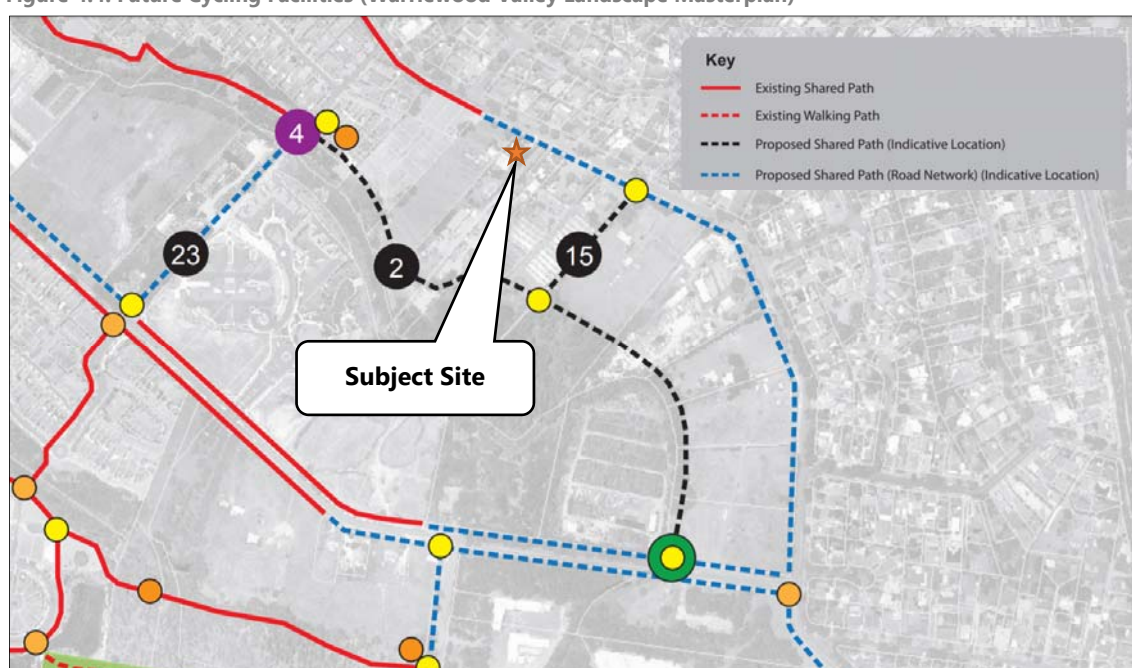 Key
Existing Shared Path
Existing Walking Path
Proposed Shared Path (Indicative Location)
Proposed Shared Path (Road Network) (Indicative Location)
4
23
2
15
Subject Site